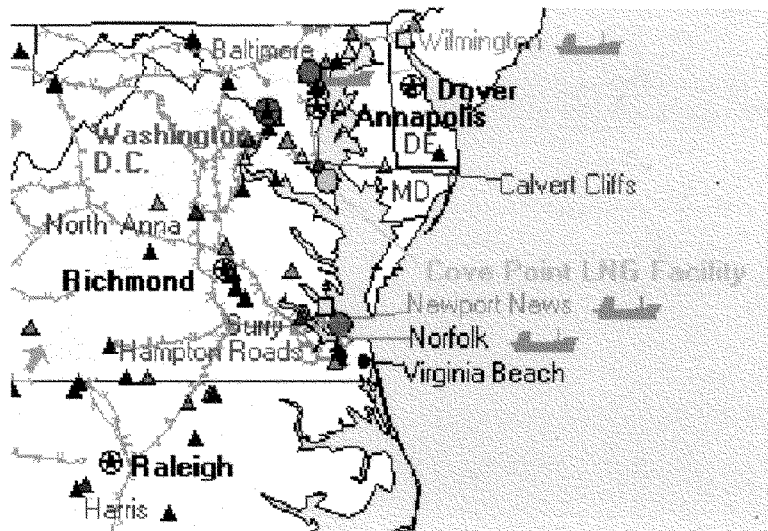 Baltimore
Wilmington
Dover
Annapolis
Washington
D.C.
DE
MD
Calvert Cliffs
North Anna
Richmond
Cove Point LNG Facility
Newport News
Surry
Norfolk
Hampton Roads
Virginia Beach
Raleigh
Harris